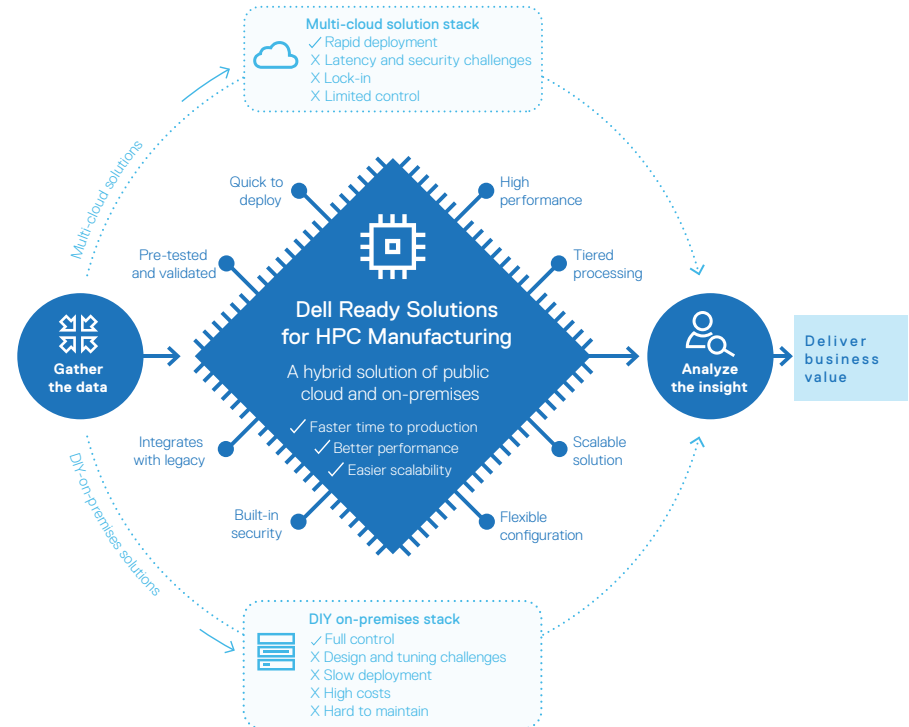 Multi-cloud solution stack
✓ Rapid deployment
X Latency and security challenges
X Lock-in
X Limited control
Multi-cloud solutions
Quick to
deploy
High
performance
Pre-tested
and validated
Tiered
processing
Dell Ready Solutions
for HPC Manufacturing
A hybrid solution of public
cloud and on-premises
✓ Faster time to production
✓ Better performance
✓ Easier scalability
Gather
the data
Analyze
the insight
Deliver
business
value
Integrates
with legacy
Scalable
solution
Built-in
security
Flexible
configuration
DIY-on-premises solutions
DIY on-premises stack
✓ Full control
X Design and tuning challenges
X Slow deployment
X High costs
X Hard to maintain